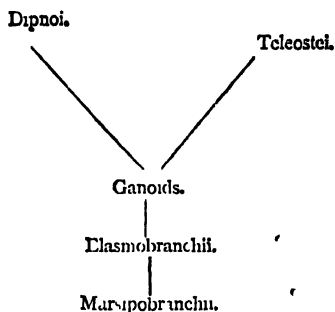 Dipnoi.
Teleostei.
Ganoids.
Elasmobranchii.
Marsipobranchii.